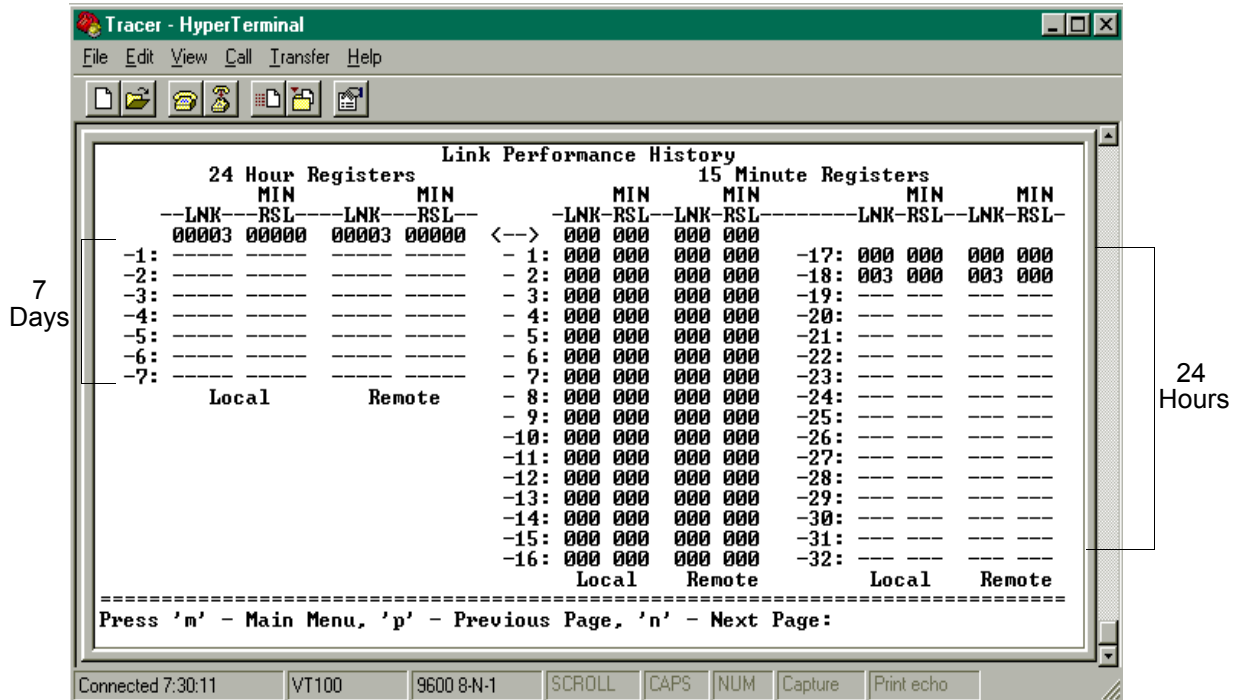 Tracer - HyperTerminal
File Edit View Call Transfer Help
Link Performance History
24 Hour Registers 15 Minute Registers
MIN MIN MIN MIN MIN MIN
--LNK---RSL----LNK---RSL-- -LNK-RSL--LNK-RSL--------LNK-RSL--LNK-RSL-
00003 00000 00003 00000 <--> 000 000 000 000
-1: ----- ----- ----- ----- - 1: 000 000 000 000 -17: 000 000 000 000
-2: ----- ----- ----- ----- - 2: 000 000 000 000 -18: 003 000 003 000
-3: ----- ----- ----- ----- - 3: 000 000 000 000 -19: --- --- --- ---
-4: ----- ----- ----- ----- - 4: 000 000 000 000 -20: --- --- --- ---
-5: ----- ----- ----- ----- - 5: 000 000 000 000 -21: --- --- --- ---
-6: ----- ----- ----- ----- - 6: 000 000 000 000 -22: --- --- --- ---
-7: ----- ----- ----- ----- - 7: 000 000 000 000 -23: --- --- --- ---
Local Remote - 8: 000 000 000 000 -24: --- --- --- ---
- 9: 000 000 000 000 -25: --- --- --- ---
-10: 000 000 000 000 -26: --- --- --- ---
-11: 000 000 000 000 -27: --- --- --- ---
-12: 000 000 000 000 -28: --- --- --- ---
-13: 000 000 000 000 -29: --- --- --- ---
-14: 000 000 000 000 -30: --- --- --- ---
-15: 000 000 000 000 -31: --- --- --- ---
-16: 000 000 000 000 -32: --- --- --- ---
Local Remote Local Remote
================================================================================
Press 'm' - Main Menu, 'p' - Previous Page, 'n' - Next Page:
Connected 7:30:11 VT100 9600 8-N-1 SCROLL CAPS NUM Capture Print echo
7
Days
24
Hours